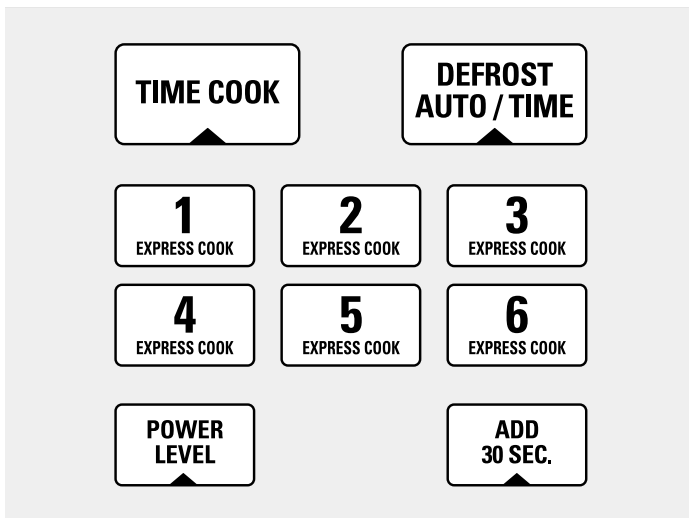 TIME COOK
DEFROST
AUTO / TIME
1
EXPRESS COOK
2
EXPRESS COOK
3
EXPRESS COOK
4
EXPRESS COOK
5
EXPRESS COOK
6
EXPRESS COOK
POWER
LEVEL
ADD
30 SEC.